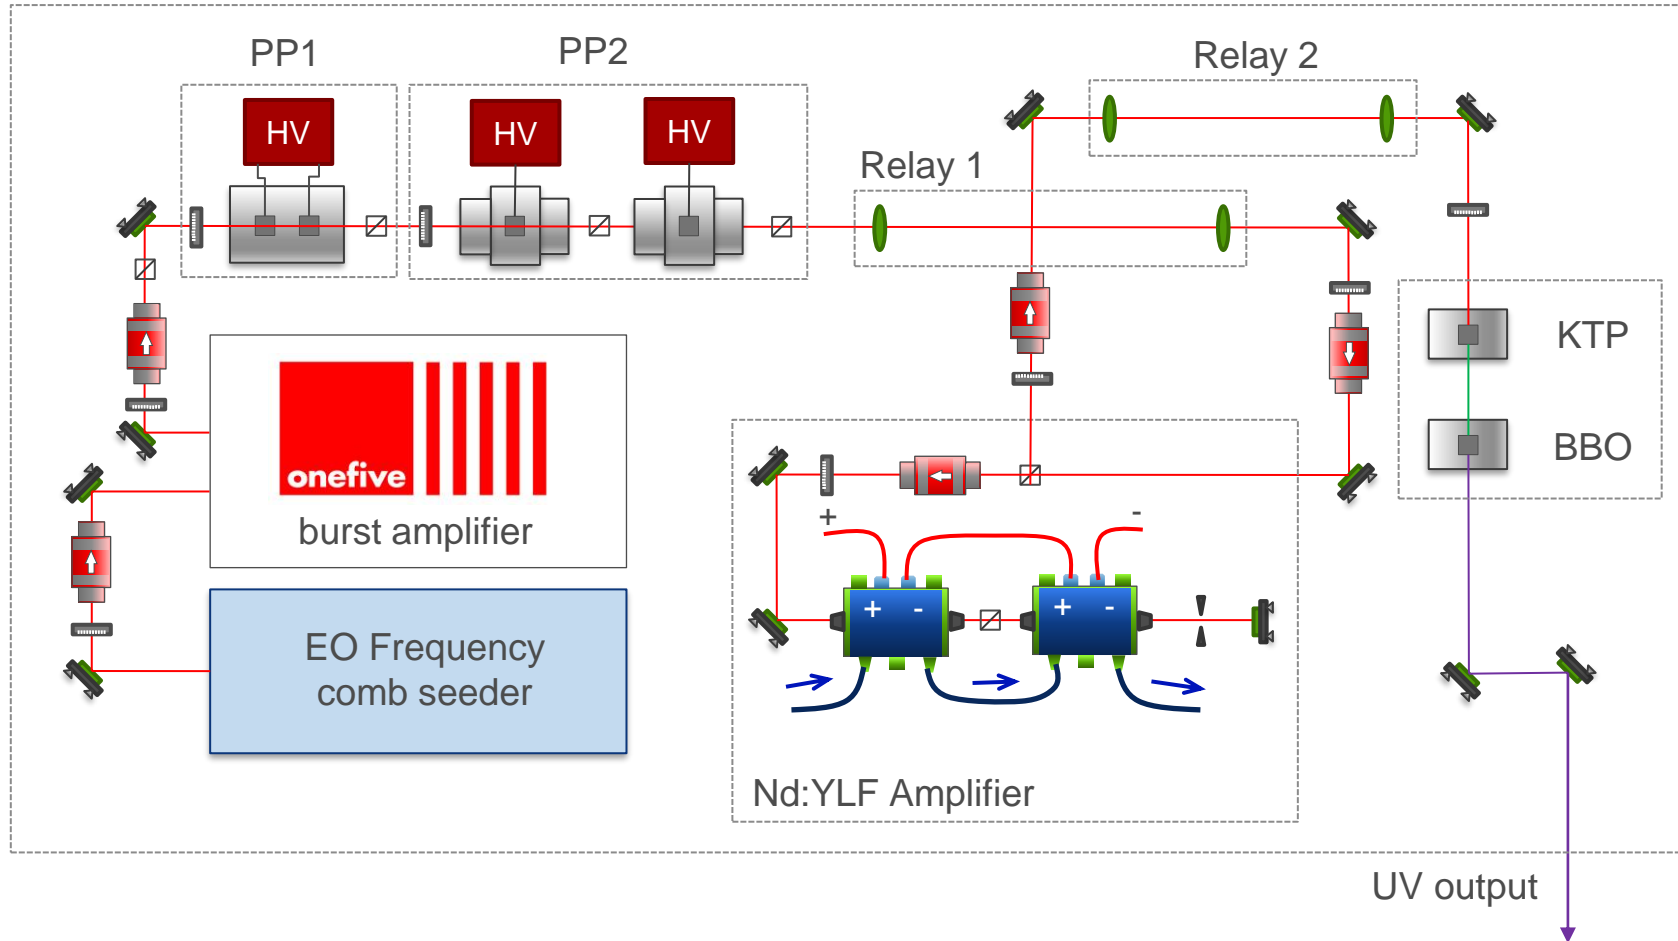 PP1
PP2
Relay 2
HV
HV
HV
Relay 1
KTP
BBO
onefive
burst amplifier
+
-
+ -
+ -
EO Frequency
comb seeder
Nd:YLF Amplifier
UV output